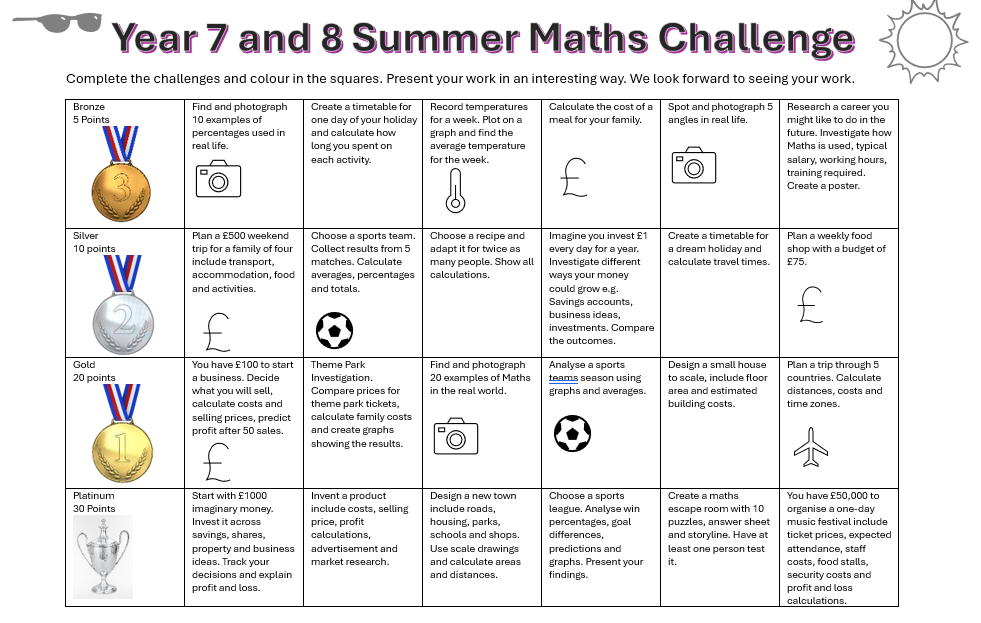 Year 7 and 8 Summer Maths Challenge
Complete the challenges and colour in the squares. Present your work in an interesting way. We look forward to seeing your work.
Bronze
5 Points
3
Find and photograph
10 examples of
percentages used in
real life.
Create a timetable for
one day of your holiday
and calculate how
long you spent on
each activity.
Record temperatures
for a week. Plot on a
graph and find the
average temperature
for the week.
Calculate the cost of a
meal for your family.
£
Spot and photograph 5
angles in real life.
Research a career you
might like to do in the
future. Investigate how
Maths is used, typical
salary, working hours,
training required.
Create a poster.
Silver
10 points
2
Plan a £500 weekend
trip for a family of four
include transport,
accommodation, food
and activities.
£
Choose a sports team.
Collect results from 5
matches. Calculate
averages, percentages
and totals.
Choose a recipe and
adapt it for twice as
many people. Show all
calculations.
Imagine you invest £1
every day for a year.
Investigate different
ways your money
could grow e.g.
Savings accounts,
business ideas,
investments. Compare
the outcomes.
Create a timetable for
a dream holiday and
calculate travel times.
Plan a weekly food
shop with a budget of
£75.
£
Gold
20 points
1
You have £100 to start
a business. Decide
what you will sell,
calculate costs and
selling prices, predict
profit after 50 sales.
£
Theme Park
Investigation.
Compare prices for
theme park tickets,
calculate family costs
and create graphs
showing the results.
Find and photograph
20 examples of Maths
in the real world.
Analyse a sports
teams season using
graphs and averages.
Design a small house
to scale, include floor
area and estimated
building costs.
Plan a trip through 5
countries. Calculate
distances, costs and
time zones.
Platinum
30 Points
Start with £1000
imaginary money.
Invest it across
savings, shares,
property and business
ideas. Track your
decisions and explain
profit and loss.
Invent a product
include costs, selling
price, profit
calculations,
advertisement and
market research.
Design a new town
include roads,
housing, parks,
schools and shops.
Use scale drawings
and calculate areas
and distances.
Choose a sports
league. Analyse win
percentages, goal
differences,
predictions and
graphs. Present your
findings.
Create a maths
escape room with 10
puzzles, answer sheet
and storyline. Have at
least one person test
it.
You have £50,000 to
organise a one-day
music festival include
ticket prices, expected
attendance, staff
costs, food stalls,
security costs and
profit and loss
calculations.